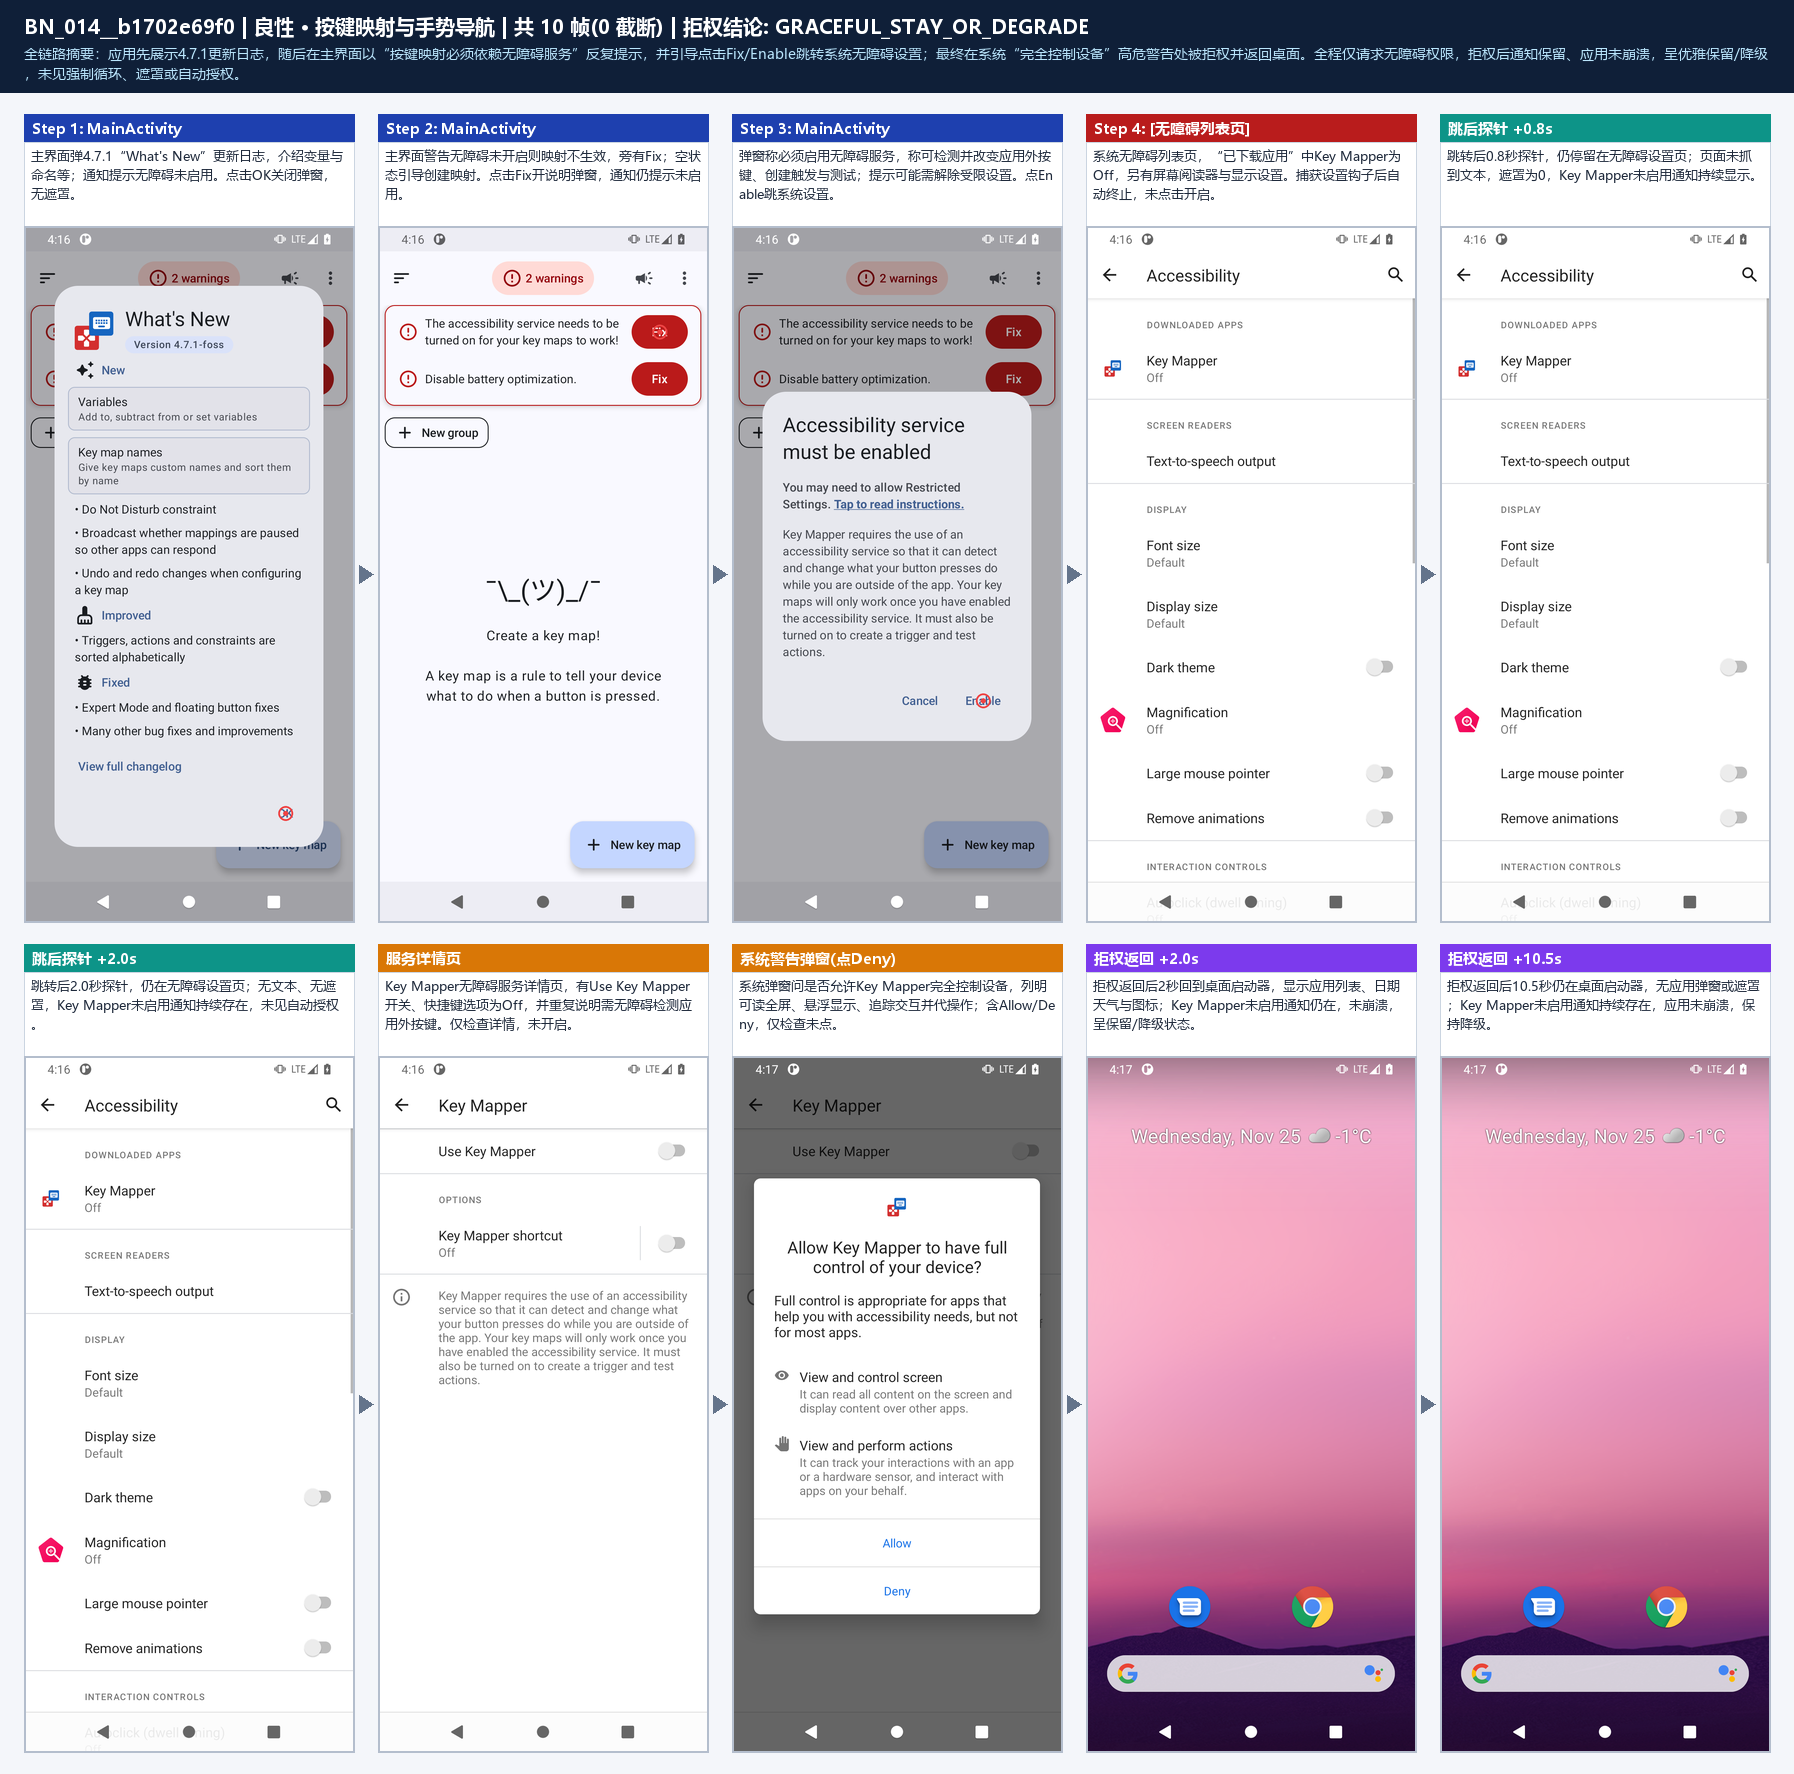 BN_014__b1702e69f0 | 良性 • 按键映射与手势导航 | 共 10 帧(0 截断) | 拒权结论: GRACEFUL_STAY_OR_DEGRADE
全链路摘要：应用先展示4.7.1更新日志，随后在主界面以“按键映射必须依赖无障碍服务”反复提示，并引导点击Fix/Enable跳转系统无障碍设置；最终在系统“完全控制设备”高危警告处被拒权并返回桌面。全程仅请求无障碍权限，拒权后通知保留、应用未崩溃，呈优雅保留/降级
，未见强制循环、遮罩或自动授权。
Step 1: MainActivity
主界面弹4.7.1“What's New”更新日志，介绍变量与
命名等；通知提示无障碍未启用。点击OK关闭弹窗，
无遮罩。
4:16
LTE
2 warnings
What's New
Version 4.7.1-foss
New
Variables
Add to, subtract from or set variables
Key map names
Give key maps custom names and sort them
by name
• Do Not Disturb constraint
• Broadcast whether mappings are paused
so other apps can respond
• Undo and redo changes when configuring
a key map
Improved
• Triggers, actions and constraints are
sorted alphabetically
Fixed
• Expert Mode and floating button fixes
• Many other bug fixes and improvements
View full changelog
New key map
Step 2: MainActivity
主界面警告无障碍未开启则映射不生效，旁有Fix；空状
态引导创建映射。点击Fix开说明弹窗，通知仍提示未启
用。
4:16
LTE
2 warnings
The accessibility service needs to be
turned on for your key maps to work!
Fix
Disable battery optimization.
Fix
New group
¯\_(ツ)_/¯
Create a key map!
A key map is a rule to tell your device
what to do when a button is pressed.
New key map
Step 3: MainActivity
弹窗称必须启用无障碍服务，称可检测并改变应用外按
键、创建触发与测试；提示可能需解除受限设置。点En
able跳系统设置。
4:16
LTE
2 warnings
The accessibility service needs to be
turned on for your key maps to work!
Fix
Disable battery optimization.
Fix
Accessibility service
must be enabled
You may need to allow Restricted
Settings. Tap to read instructions.
Key Mapper requires the use of an
accessibility service so that it can detect
and change what your button presses do
while you are outside of the app. Your key
maps will only work once you have enabled
the accessibility service. It must also be
turned on to create a trigger and test
actions.
Cancel
Enable
New key map
Step 4: [无障碍列表页]
系统无障碍列表页，“已下载应用”中Key Mapper为
Off，另有屏幕阅读器与显示设置。捕获设置钩子后自
动终止，未点击开启。
4:16
LTE
Accessibility
DOWNLOADED APPS
Key Mapper
Off
SCREEN READERS
Text-to-speech output
DISPLAY
Font size
Default
Display size
Default
Dark theme
Magnification
Off
Large mouse pointer
Remove animations
INTERACTION CONTROLS
跳后探针 +0.8s
跳转后0.8秒探针，仍停留在无障碍设置页；页面未抓
到文本，遮罩为0，Key Mapper未启用通知持续显示。
4:16
LTE
Accessibility
DOWNLOADED APPS
Key Mapper
Off
SCREEN READERS
Text-to-speech output
DISPLAY
Font size
Default
Display size
Default
Dark theme
Magnification
Off
Large mouse pointer
Remove animations
INTERACTION CONTROLS
跳后探针 +2.0s
跳转后2.0秒探针，仍在无障碍设置页；无文本、无遮
罩，Key Mapper未启用通知持续存在，未见自动授权
。
4:16
LTE
Accessibility
DOWNLOADED APPS
Key Mapper
Off
SCREEN READERS
Text-to-speech output
DISPLAY
Font size
Default
Display size
Default
Dark theme
Magnification
Off
Large mouse pointer
Remove animations
INTERACTION CONTROLS
服务详情页
Key Mapper无障碍服务详情页，有Use Key Mapper
开关、快捷键选项为Off，并重复说明需无障碍检测应
用外按键。仅检查详情，未开启。
4:16
LTE
Key Mapper
Use Key Mapper
OPTIONS
Key Mapper shortcut
Off
Key Mapper requires the use of an accessibility
service so that it can detect and change what
your button presses do while you are outside of
the app. Your key maps will only work once you
have enabled the accessibility service. It must
also be turned on to create a trigger and test
actions.
系统警告弹窗(点Deny)
系统弹窗问是否允许Key Mapper完全控制设备，列明
可读全屏、悬浮显示、追踪交互并代操作；含Allow/De
ny，仅检查未点。
4:17
LTE
Key Mapper
Use Key Mapper
Allow Key Mapper to have full
control of your device?
Full control is appropriate for apps that
help you with accessibility needs, but not
for most apps.
View and control screen
It can read all content on the screen and
display content over other apps.
View and perform actions
It can track your interactions with an app
or a hardware sensor, and interact with
apps on your behalf.
Allow
Deny
拒权返回 +2.0s
拒权返回后2秒回到桌面启动器，显示应用列表、日期
天气与图标；Key Mapper未启用通知仍在，未崩溃，
呈保留/降级状态。
4:17
LTE
Wednesday, Nov 25 -1°C
拒权返回 +10.5s
拒权返回后10.5秒仍在桌面启动器，无应用弹窗或遮罩
；Key Mapper未启用通知持续存在，应用未崩溃，保
持降级。
4:17
LTE
Wednesday, Nov 25 -1°C